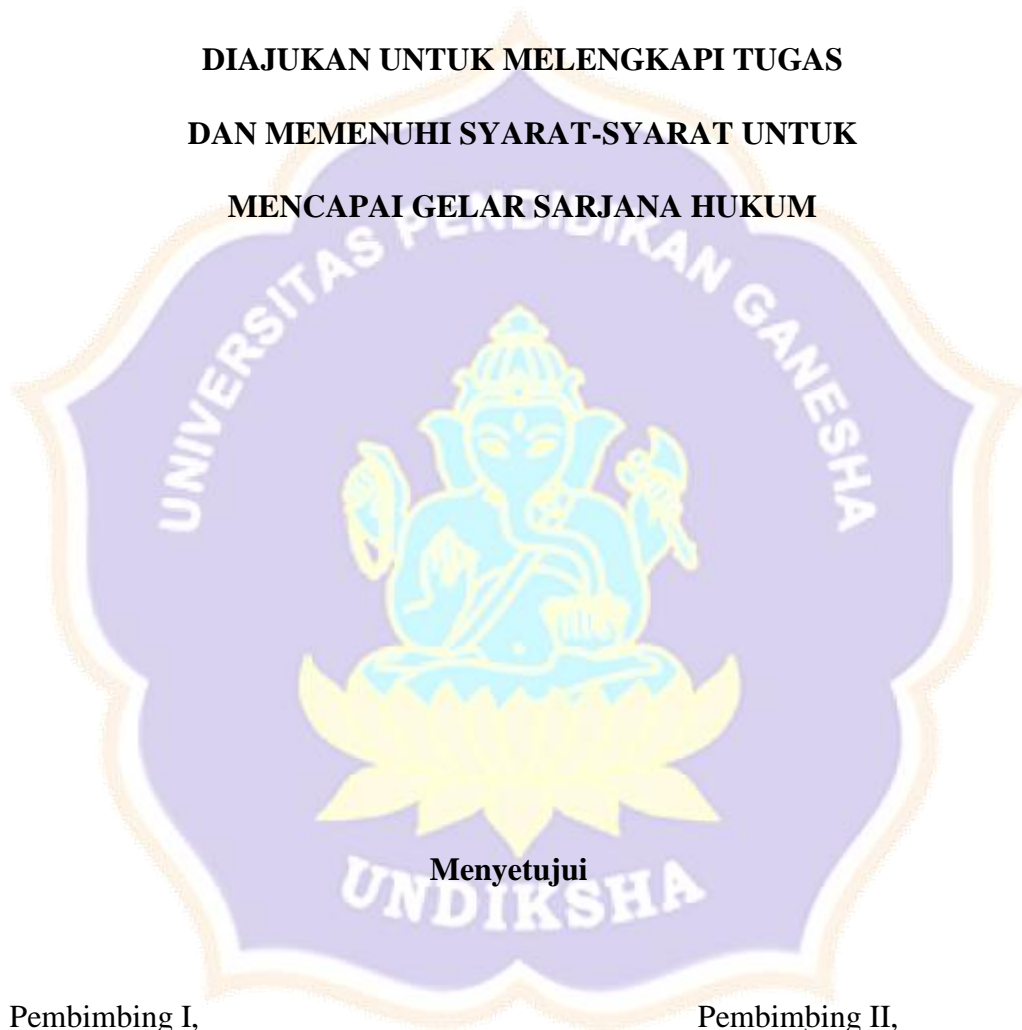 DIAJUKAN UNTUK MELENGKAPI TUGAS
DAN MEMENUHI SYARAT-SYARAT UNTUK
MENCAPAI GELAR SARJANA HUKUM
UNIVERSITAS PENDIDIKAN GANESHA
Menyetujui
UNDIKSHA
Pembimbing I, Pembimbing II,